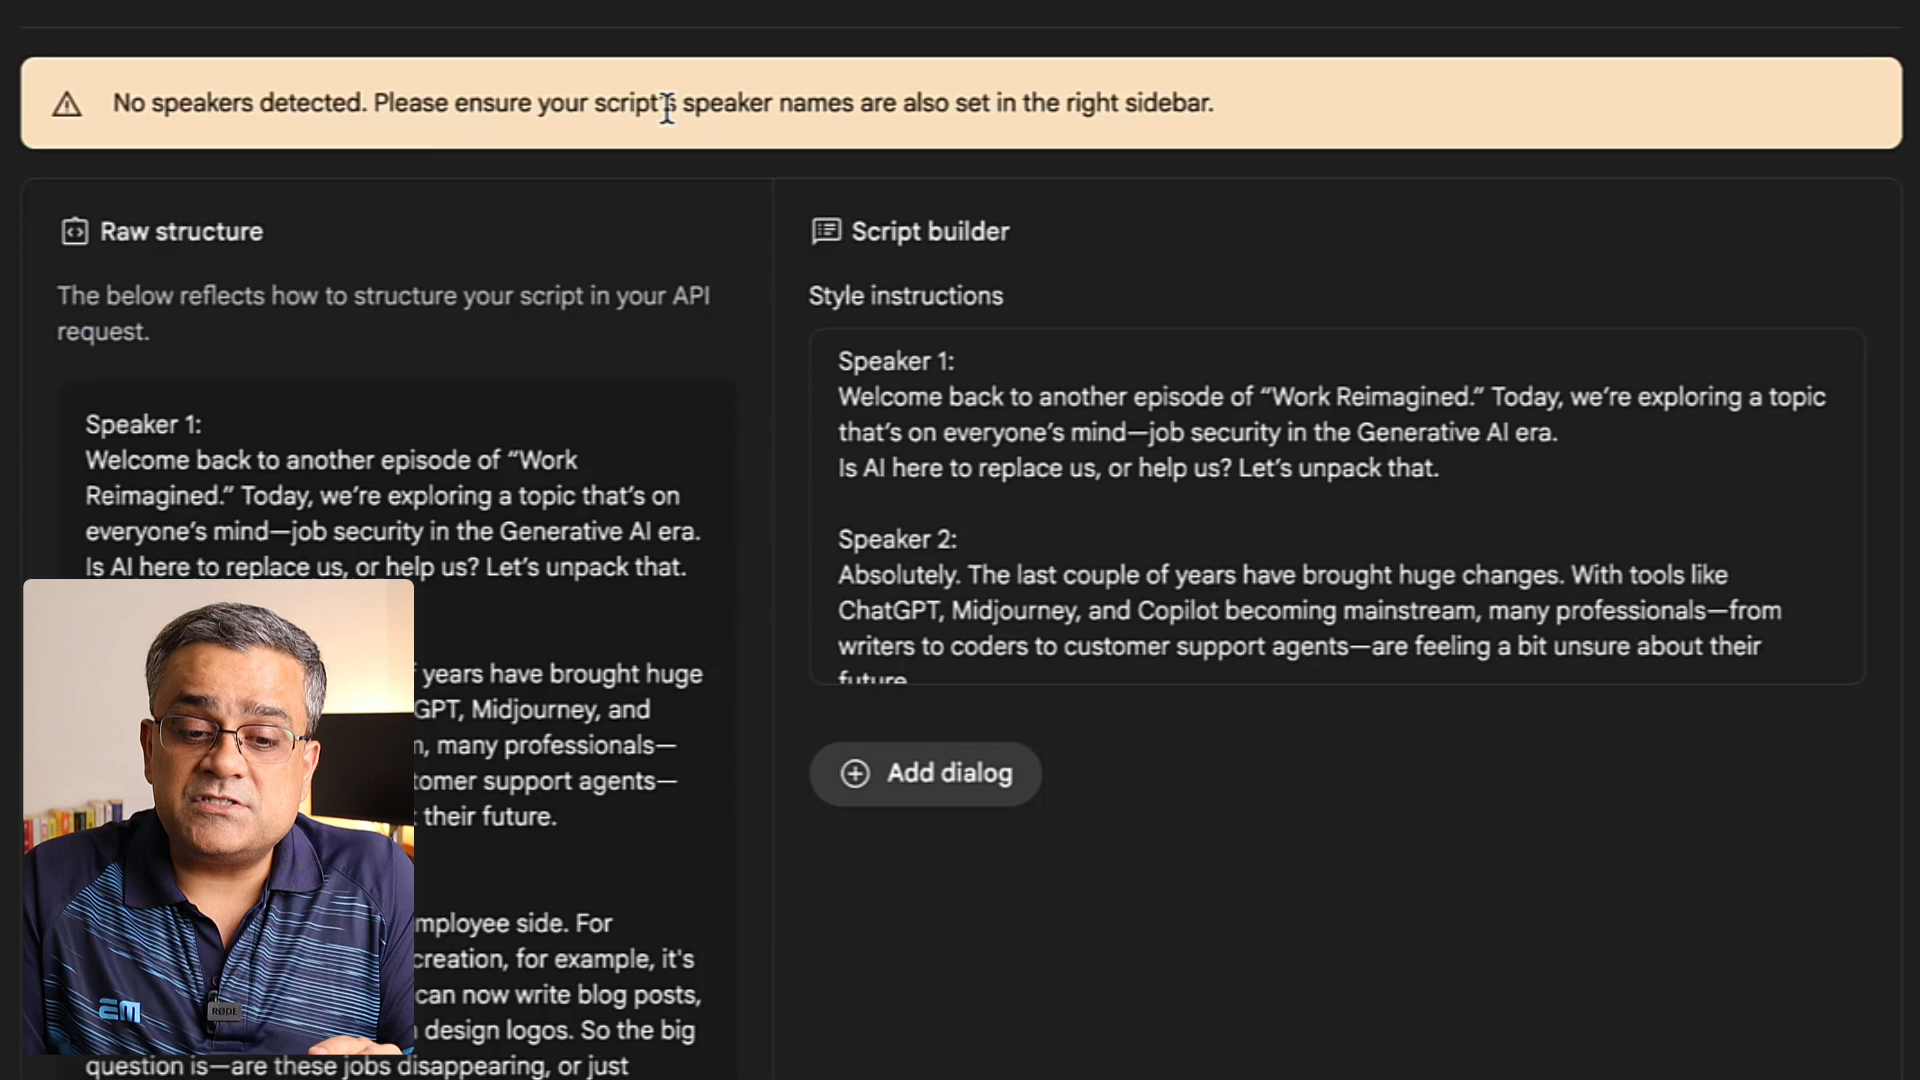 No speakers detected. Please ensure your script's speaker names are also set in the right sidebar.
Raw structure
The below reflects how to structure your script in your API
request.
Speaker 1:
Welcome back to another episode of “Work
Reimagined.” Today, we’re exploring a topic that’s on
everyone’s mind—job security in the Generative AI era.
Is AI here to replace us, or help us? Let’s unpack that.
years have brought huge
GPT, Midjourney, and
many professionals—
support agents—
their future.
side. For
creation, for example, it's
can now write blog posts,
design logos. So the big
question is—are these jobs disappearing, or just
RØDE
Script builder
Style instructions
Speaker 1:
Welcome back to another episode of “Work Reimagined.” Today, we’re exploring a topic
that’s on everyone’s mind—job security in the Generative AI era.
Is AI here to replace us, or help us? Let’s unpack that.
Speaker 2:
Absolutely. The last couple of years have brought huge changes. With tools like
ChatGPT, Midjourney, and Copilot becoming mainstream, many professionals—from
writers to coders to customer support agents—are feeling a bit unsure about their
future.
Add dialog